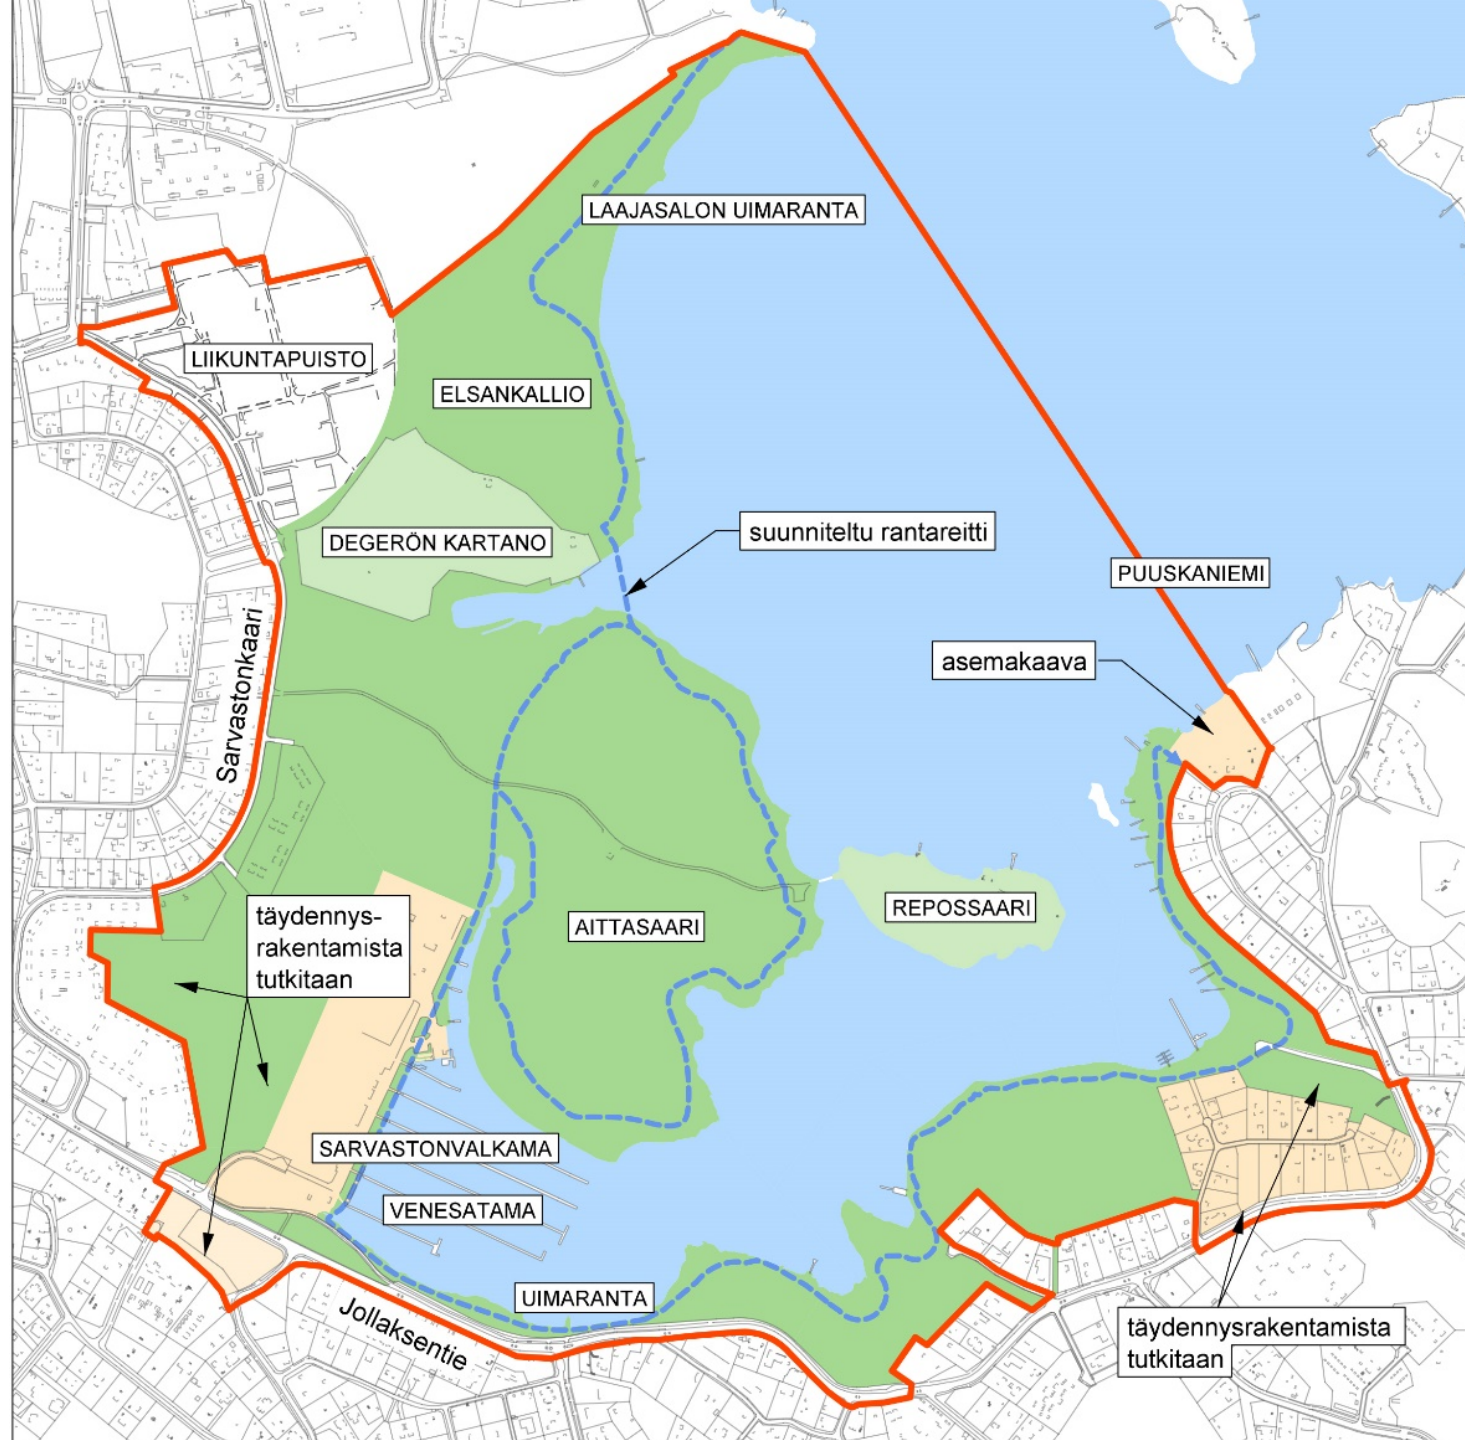 LAAJASALON UIMARANTA
LIIKUNTAPUISTO
ELSANKALLIO
DEGERÖN KARTANO
suunniteltu rantareitti
PUUSKANIEMI
asemakaava
Sarvastonkaari
täydennys-
rakentamista
tutkitaan
AITTASAARI
REPOSSAARI
SARVASTONVALKAMA
VENESATAMA
UIMARANTA
Jollaksentie
täydennysrakentamista
tutkitaan